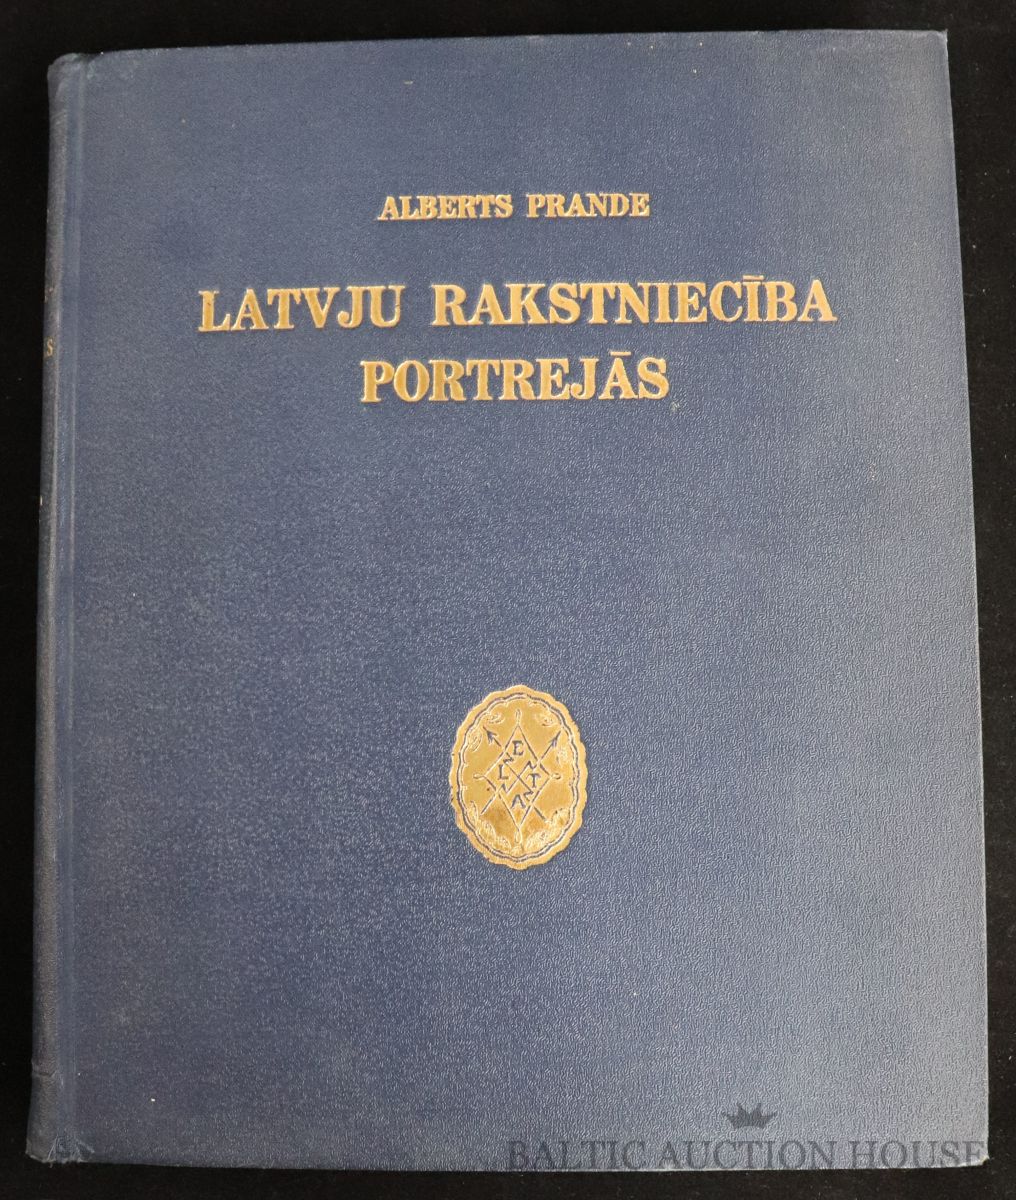 ALBERTS PRANDE
LATVJU RAKSTNIECĪBA
PORTREJĀS
BALTIC AUCTION HOUSE